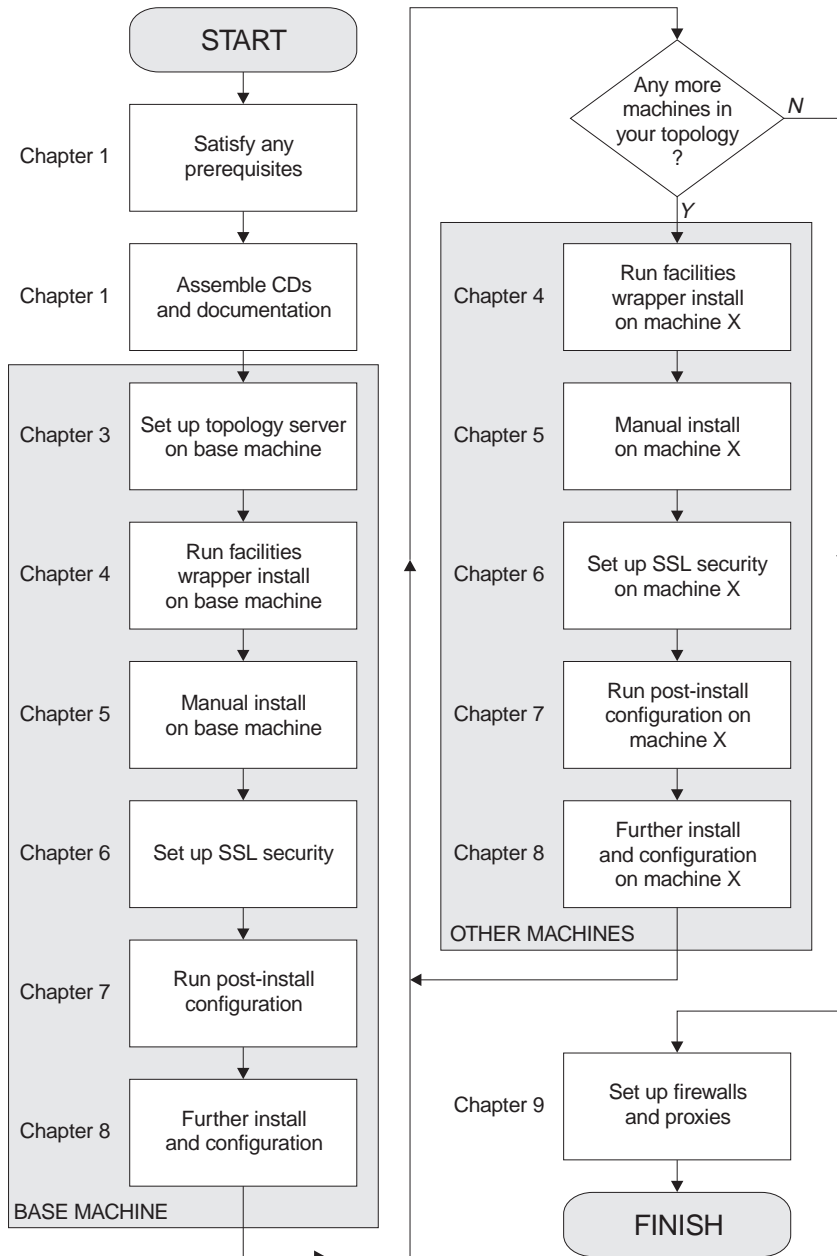 START
Chapter 1
Satisfy any
prerequisites
Chapter 1
Assemble CDs
and documentation
Chapter 3
Set up topology server
on base machine
Chapter 4
Run facilities
wrapper install
on base machine
Chapter 5
Manual install
on base machine
Chapter 6
Set up SSL security
Chapter 7
Run post-install
configuration
Chapter 8
Further install
and configuration
BASE MACHINE
Any more
machines in
your topology
?
N
Y
Chapter 4
Run facilities
wrapper install
on machine X
Chapter 5
Manual install
on machine X
Chapter 6
Set up SSL security
on machine X
Chapter 7
Run post-install
configuration on
machine X
Chapter 8
Further install
and configuration
on machine X
OTHER MACHINES
Chapter 9
Set up firewalls
and proxies
FINISH